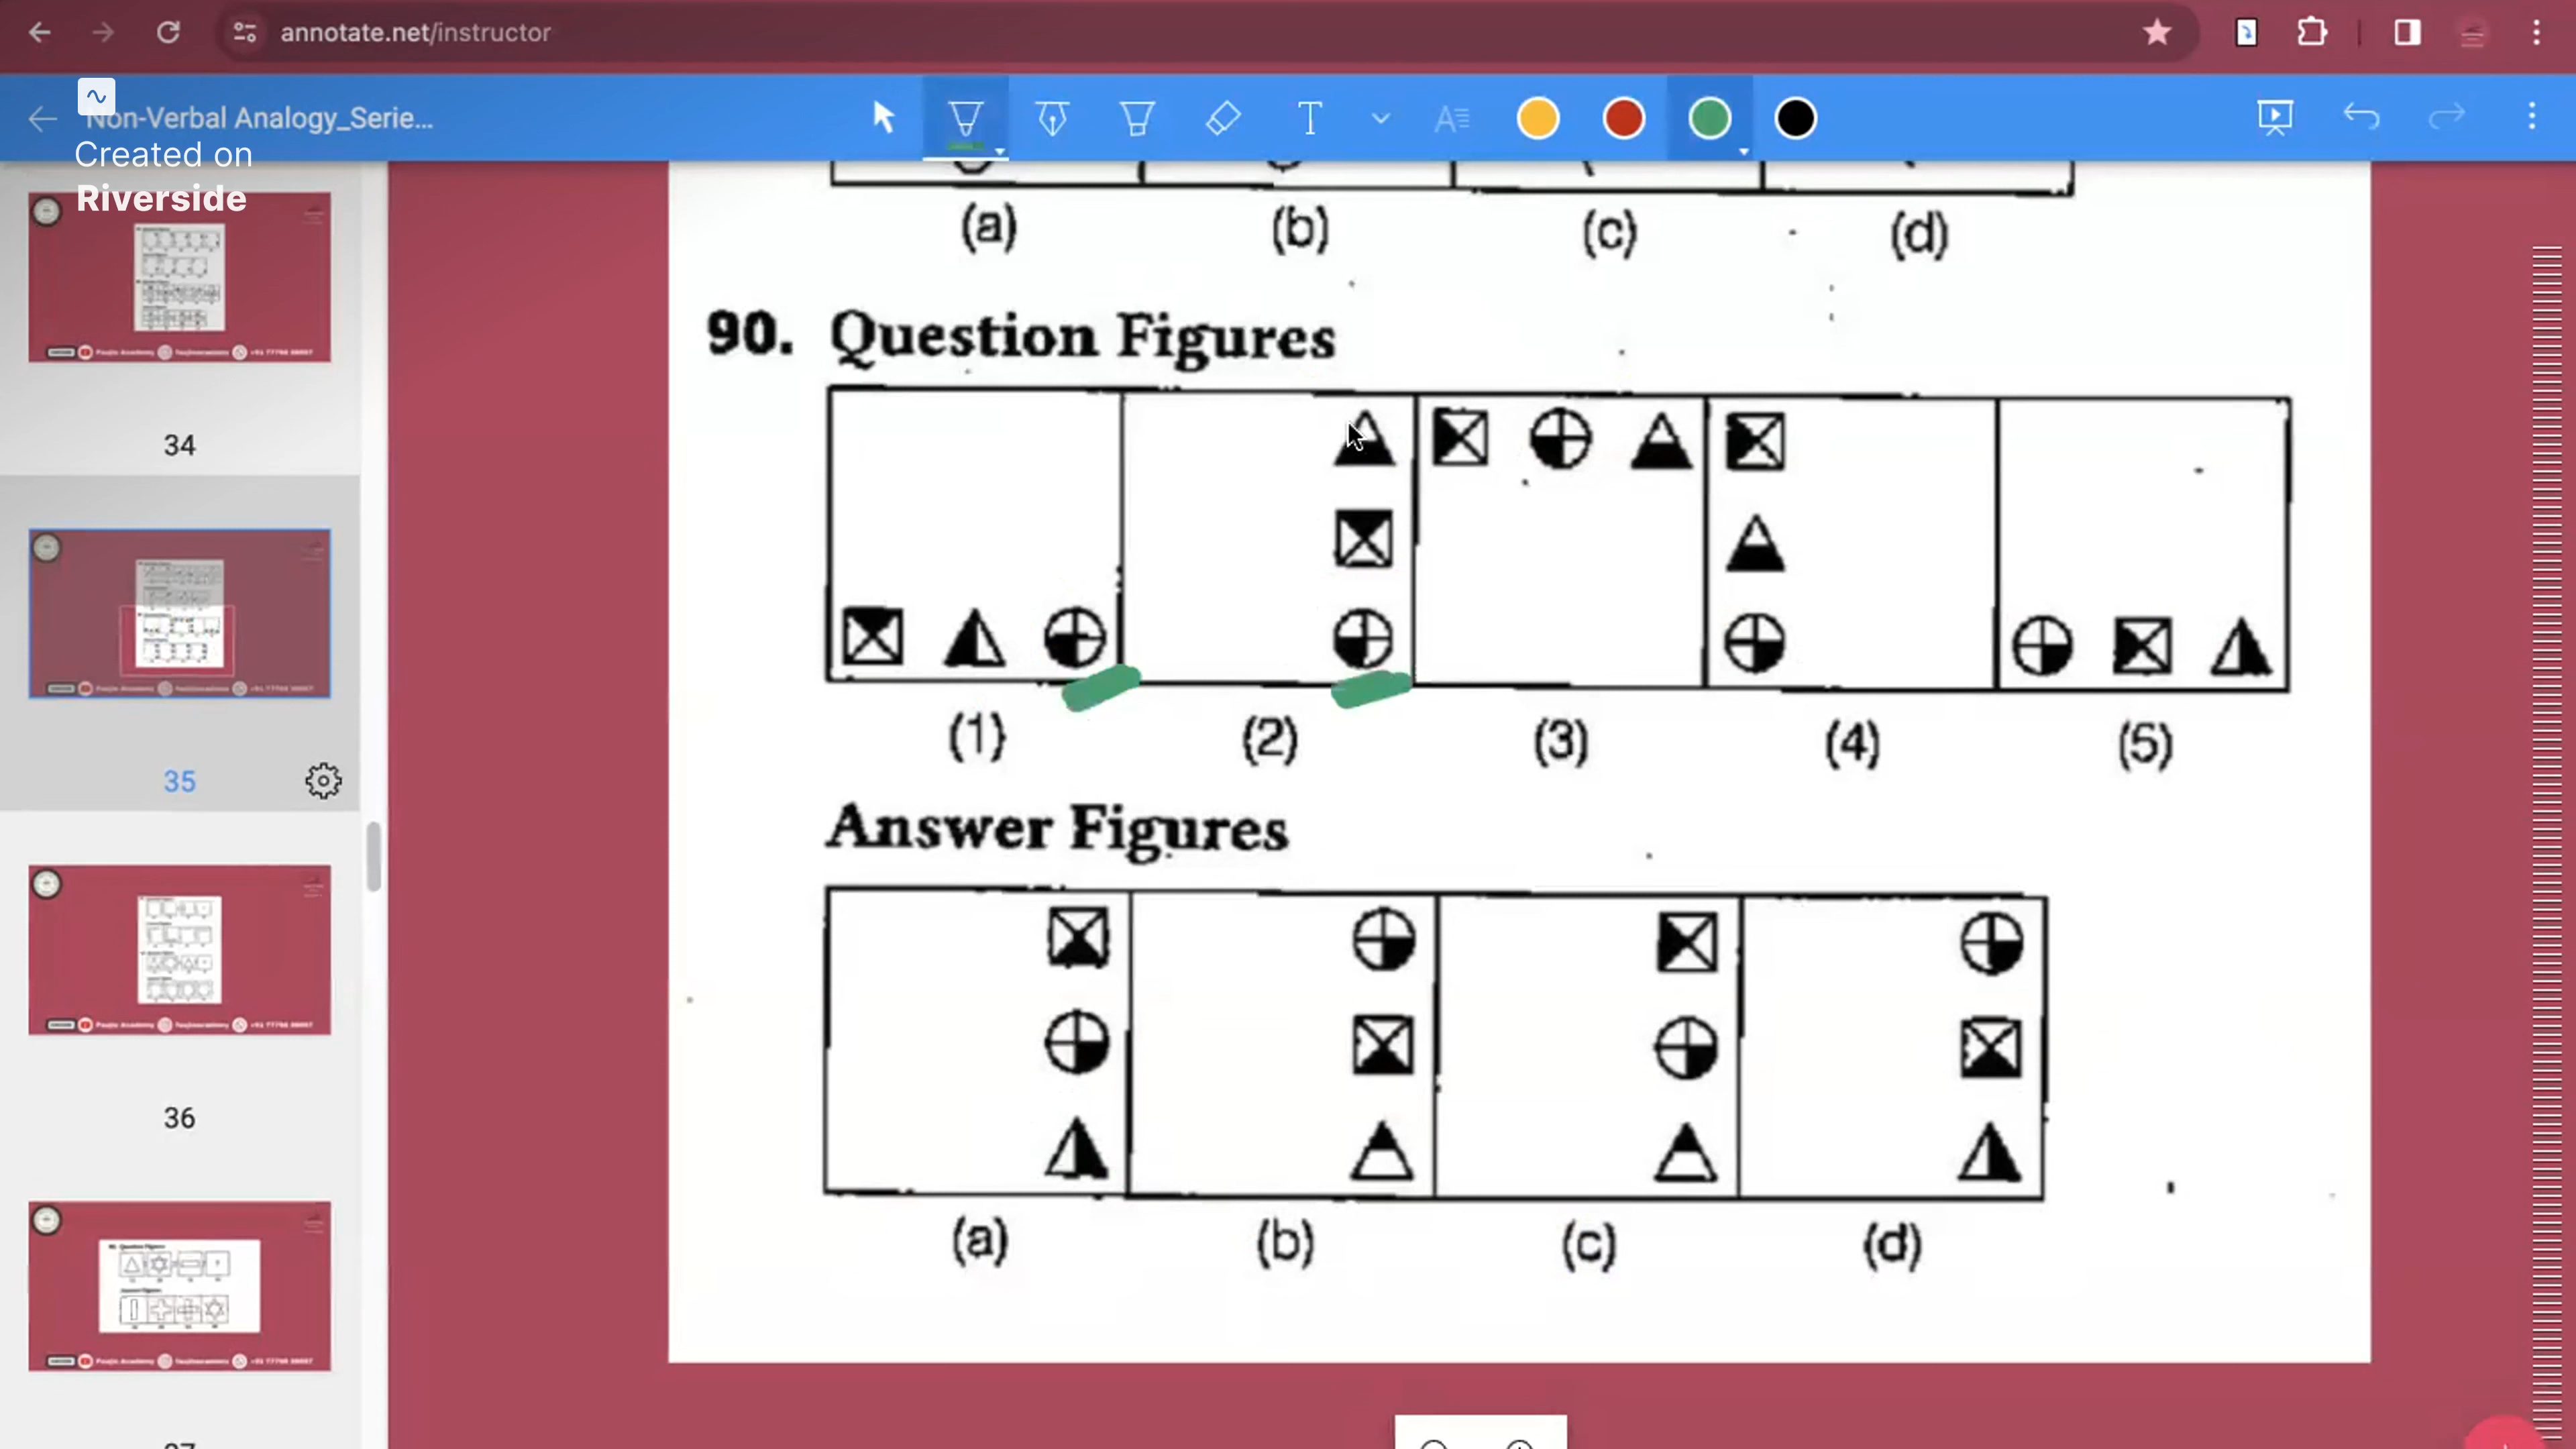 annotate.net/instructor
Non-Verbal Analogy_Serie...
Created on
Riverside
T
A
34
35
36
(a) (b) (c) (d)
90. Question Figures
(1) (2) (3) (4) (5)
Answer Figures
(a) (b) (c) (d)